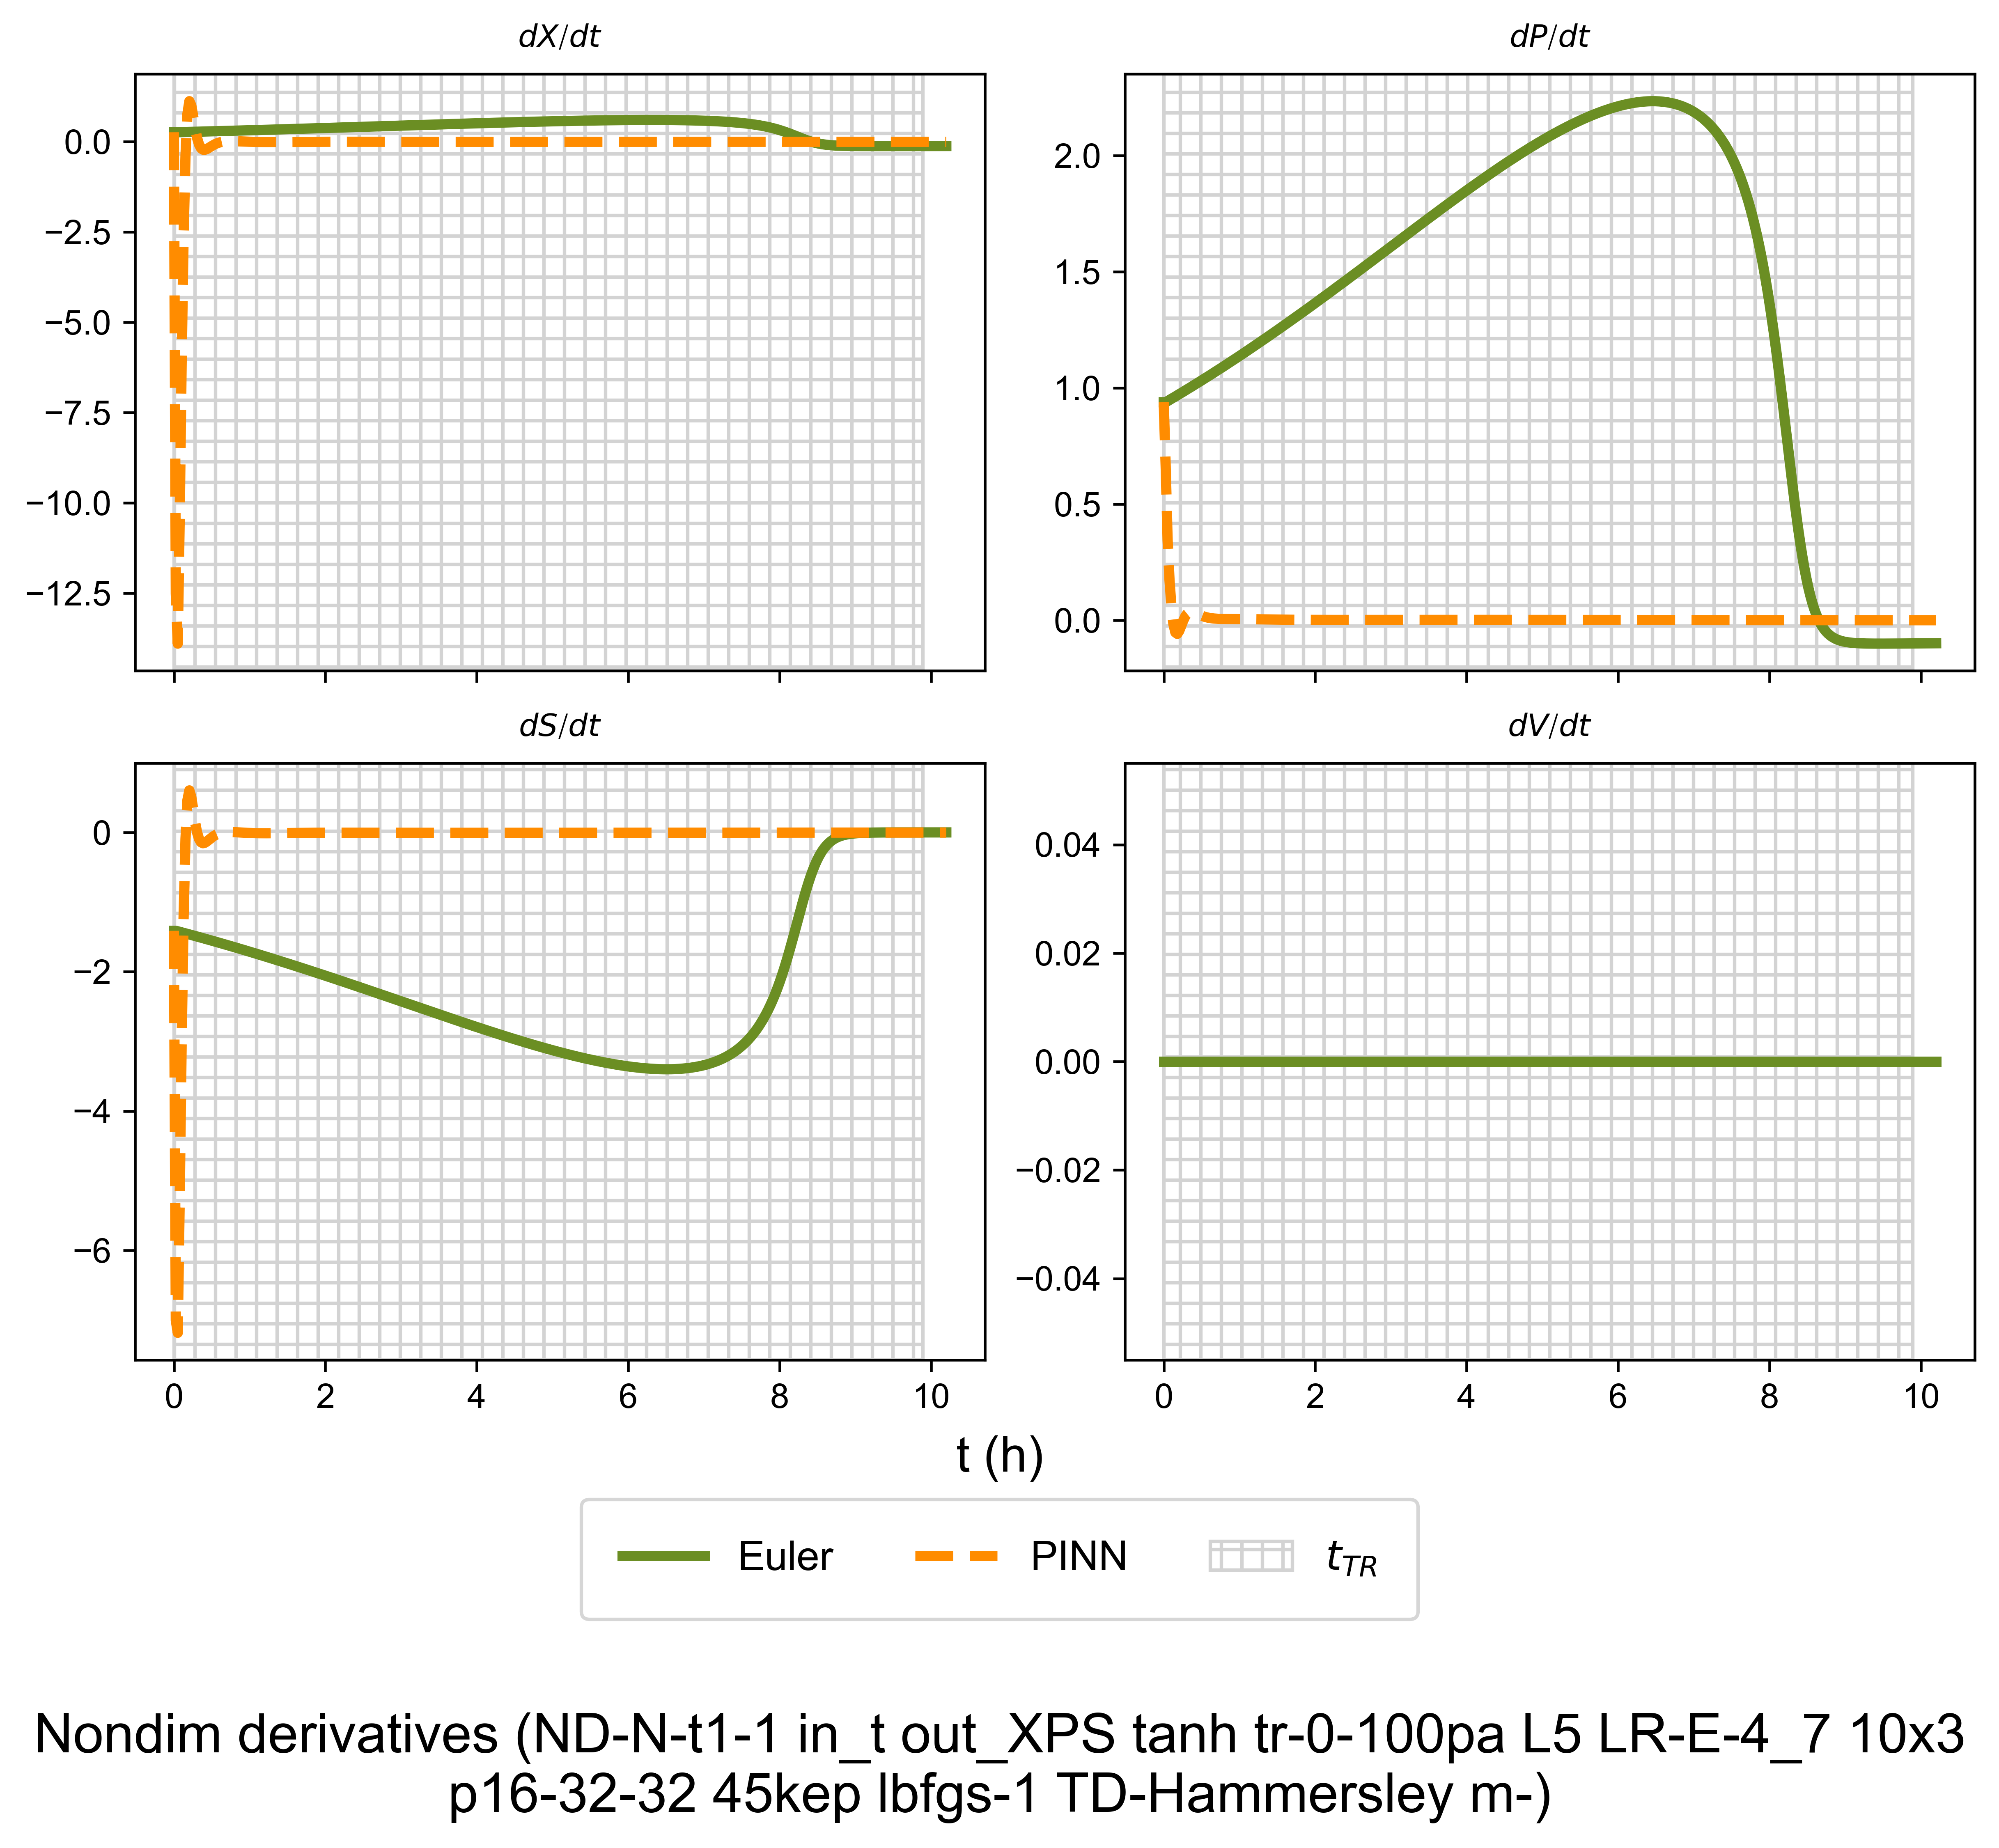 dX/dt
dP/dt
0.0
−2.5
−5.0
−7.5
−10.0
−12.5
2.0
1.5
1.0
0.5
0.0
dS/dt
dV/dt
0
−2
−4
−6
0.04
0.02
0.00
−0.02
−0.04
0 2 4 6 8 10
0 2 4 6 8 10
t (h)
Euler PINN t_TR
Nondim derivatives (ND-N-t1-1 in_t out_XPS tanh tr-0-100pa L5 LR-E-4_7 10x3
p16-32-32 45kep lbfgs-1 TD-Hammersley m-)